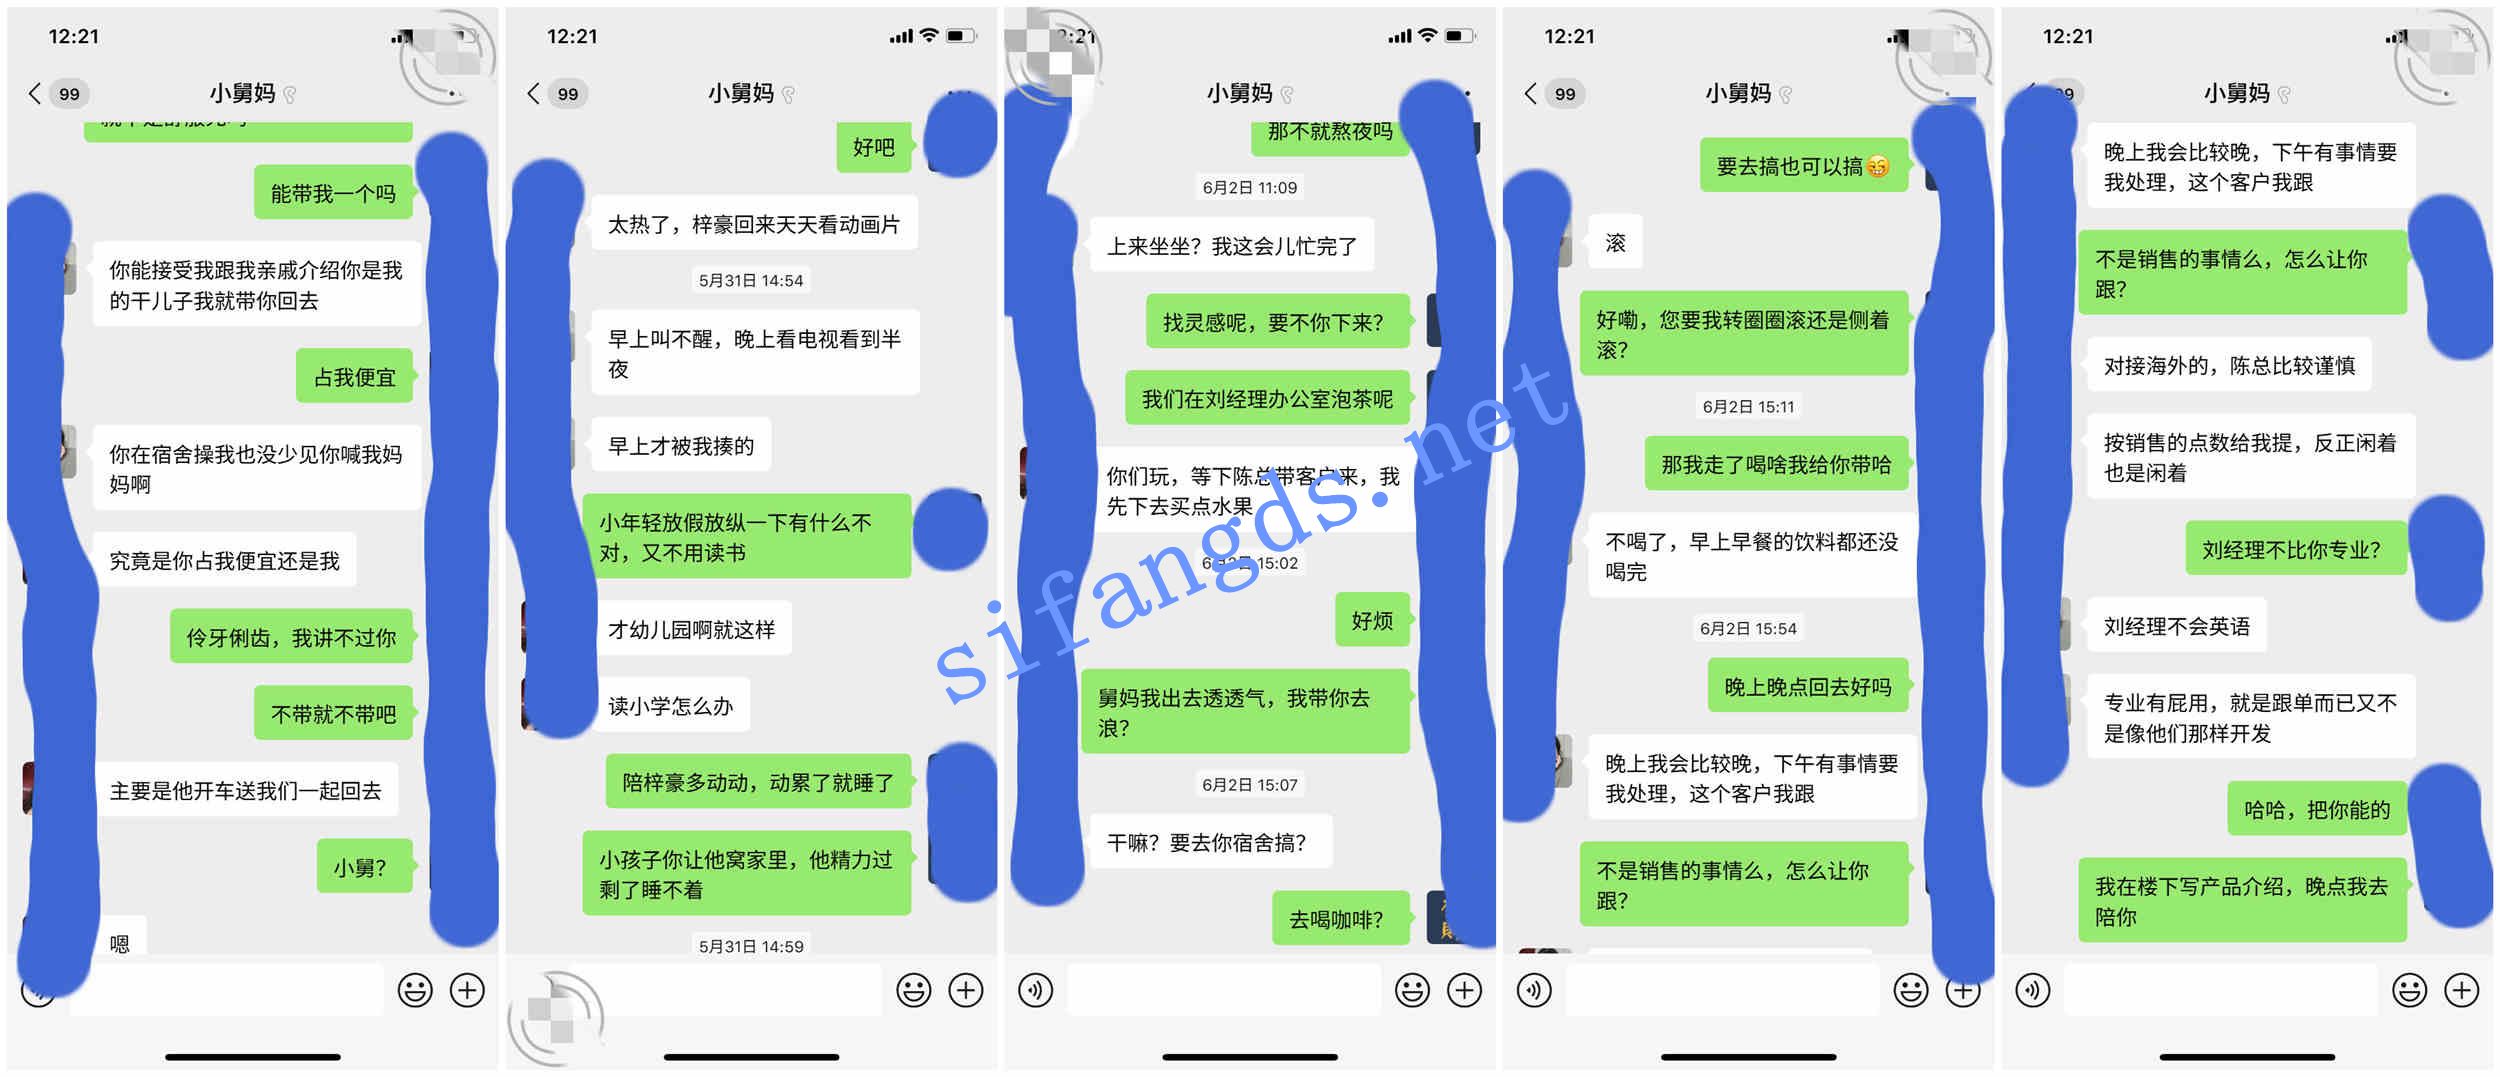 12:21
99
小舅妈
能带我一个吗
你能接受我跟我亲戚介绍你是我
的干儿子我就带你回去
占我便宜
你在宿舍操我也没少见你喊我妈
妈啊
究竟是你占我便宜还是我
伶牙俐齿，我讲不过你
不带就不带吧
主要是他开车送我们一起回去
小舅？
嗯
12:21
99
小舅妈
好吧
太热了，梓豪回来天天看动画片
5月31日 14:54
早上叫不醒，晚上看电视看到半
夜
早上才被我揍的
小年轻放假放纵一下有什么不
对，又不用读书
才幼儿园啊就这样
读小学怎么办
陪梓豪多动动，动累了就睡了
小孩子你让他窝家里，他精力过
剩了睡不着
5月31日 14:59
2:21
小舅妈
那不就熬夜吗
6月2日 11:09
上来坐坐？我这会儿忙完了
找灵感呢，要不你下来？
我们在刘经理办公室泡茶呢
你们玩，等下陈总带客户来，我
先下去买点水果
6月2日 15:02
好烦
舅妈我出去透透气，我带你去
浪？
6月2日 15:07
干嘛？要去你宿舍搞？
去喝咖啡？
12:21
99
小舅妈
要去搞也可以搞😁
滚
好嘞，您要我转圈圈滚还是侧着
滚？
6月2日 15:11
那我走了喝啥我给你带哈
不喝了，早上早餐的饮料都还没
喝完
6月2日 15:54
晚上晚点回去好吗
晚上我会比较晚，下午有事情要
我处理，这个客户我跟
不是销售的事情么，怎么让你
跟？
12:21
99
小舅妈
晚上我会比较晚，下午有事情要
我处理，这个客户我跟
不是销售的事情么，怎么让你
跟？
对接海外的，陈总比较谨慎
按销售的点数给我提，反正闲着
也是闲着
刘经理不比你专业？
刘经理不会英语
专业有屁用，就是跟单而已又不
是像他们那样开发
哈哈，把你能的
我在楼下写产品介绍，晚点我去
陪你
sifangds.net